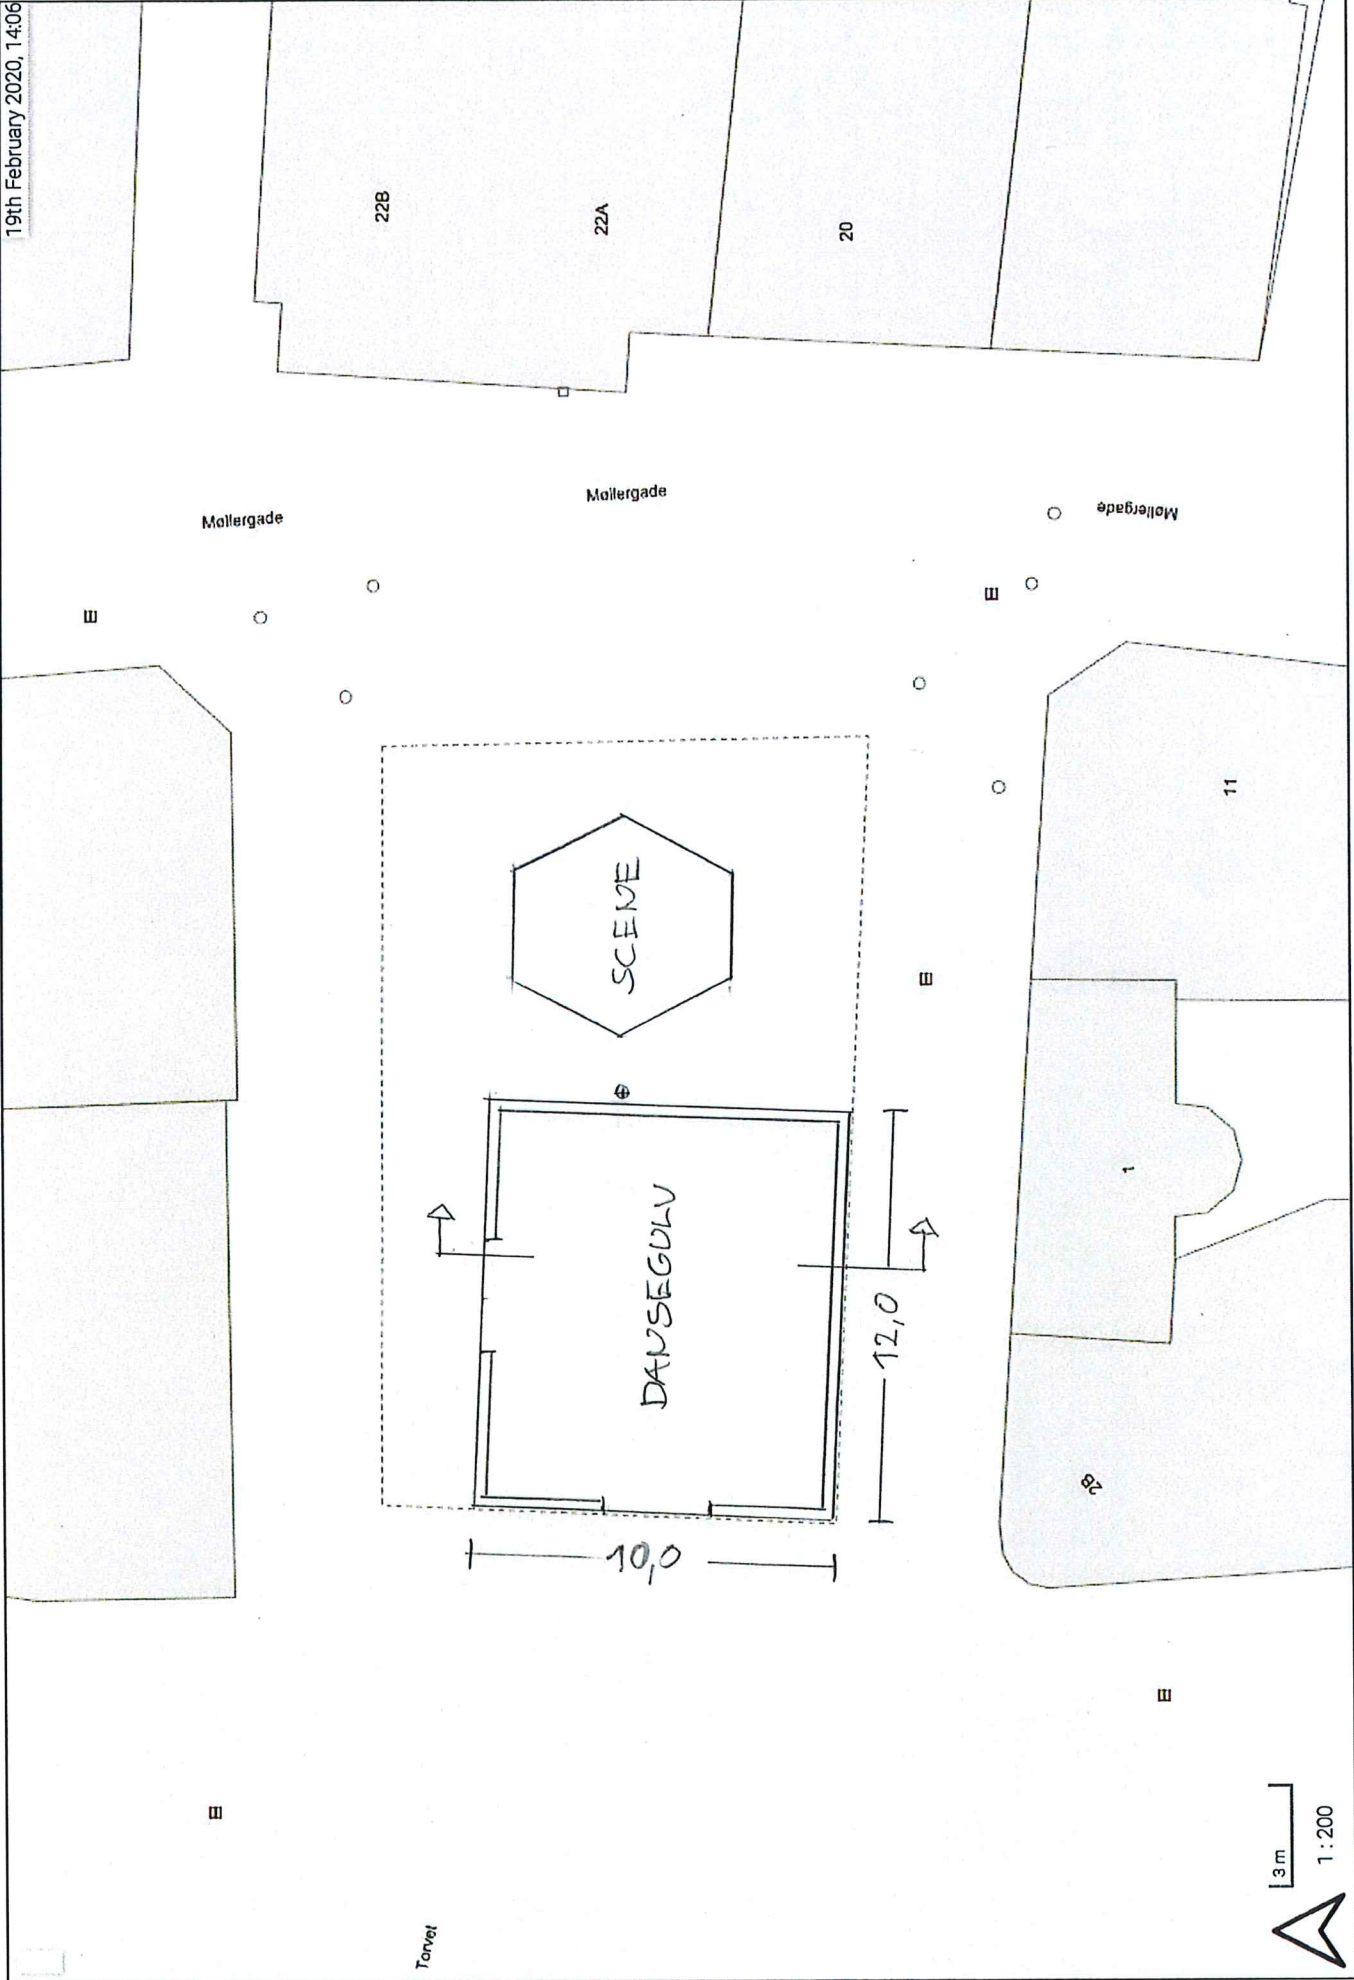 19th February 2020, 14:06
22B
22A
20
Møllergade
Møllergade
Møllergade
SCENE
11
DANSEGULV
1
12,0
10,0
2B
Torvet
3 m
1 : 200